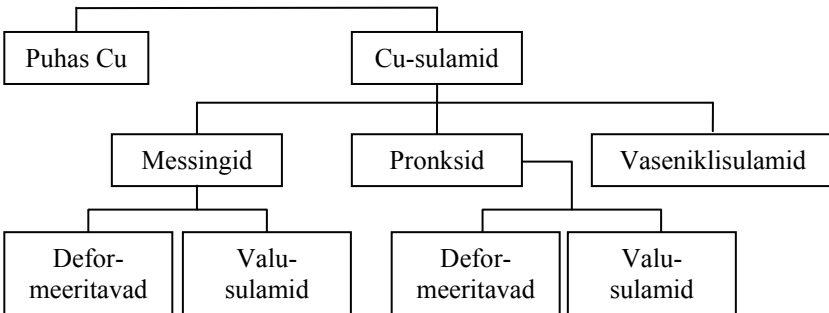 Puhas Cu
Cu-sulamid
Messingid
Pronksid
Vaseniklisulamid
Defor-
meeritavad
Valu-
sulamid
Defor-
meeritavad
Valu-
sulamid